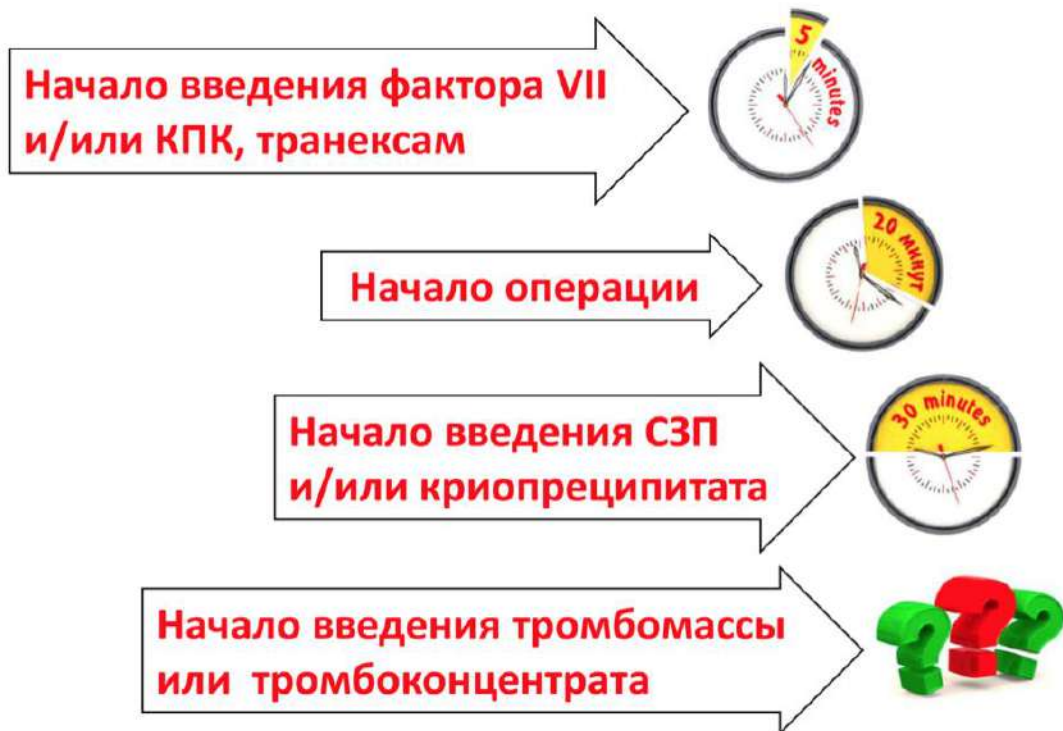 Начало введения фактора VII
и/или КПК, транексам
5 minutes
Начало операции
20 минут
Начало введения СЗП
и/или криопреципитата
30 minutes
Начало введения тромбомассы
или тромбоконцентрата
???